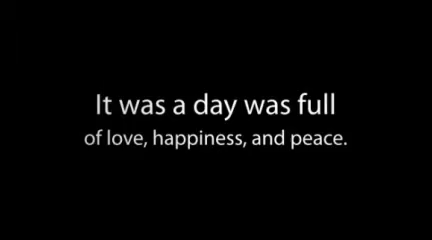 It was a day was full
of love, happiness, and peace.